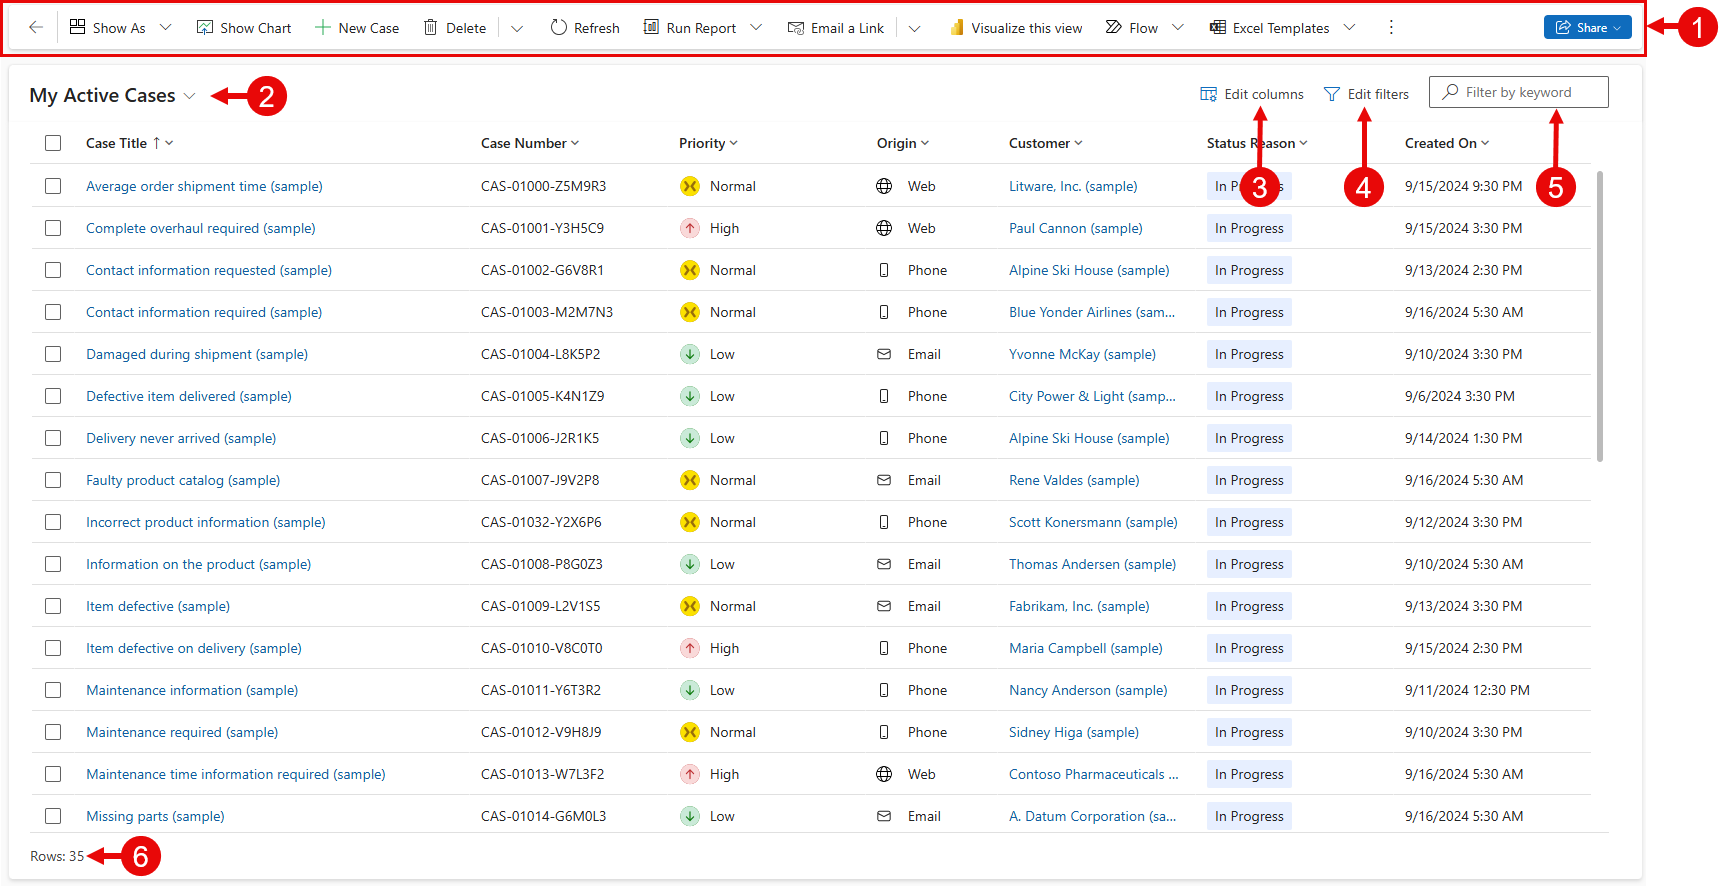 Show As Show Chart New Case Delete Refresh Run Report Email a Link Visualize this view Flow Excel Templates Share 1
My Active Cases 2 Edit columns Edit filters Filter by keyword
Case Title Case Number Priority Origin Customer Status Reason Created On
Average order shipment time (sample) CAS-01000-Z5M9R3 Normal Web Litware, Inc. (sample) In 3 9/15/2024 9:30 PM 4 5
Complete overhaul required (sample) CAS-01001-Y3H5C9 High Web Paul Cannon (sample) In Progress 9/15/2024 3:30 PM
Contact information requested (sample) CAS-01002-G6V8R1 Normal Phone Alpine Ski House (sample) In Progress 9/13/2024 2:30 PM
Contact information required (sample) CAS-01003-M2M7N3 Normal Phone Blue Yonder Airlines (sam... In Progress 9/16/2024 5:30 AM
Damaged during shipment (sample) CAS-01004-L8K5P2 Low Email Yvonne McKay (sample) In Progress 9/10/2024 3:30 PM
Defective item delivered (sample) CAS-01005-K4N1Z9 Low Phone City Power & Light (samp... In Progress 9/6/2024 3:30 PM
Delivery never arrived (sample) CAS-01006-J2R1K5 Low Phone Alpine Ski House (sample) In Progress 9/14/2024 1:30 PM
Faulty product catalog (sample) CAS-01007-J9V2P8 Normal Email Rene Valdes (sample) In Progress 9/16/2024 5:30 AM
Incorrect product information (sample) CAS-01032-Y2X6P6 Normal Phone Scott Konersmann (sample) In Progress 9/12/2024 3:30 PM
Information on the product (sample) CAS-01008-P8G0Z3 Low Email Thomas Andersen (sample) In Progress 9/10/2024 5:30 AM
Item defective (sample) CAS-01009-L2V1S5 Normal Email Fabrikam, Inc. (sample) In Progress 9/13/2024 3:30 PM
Item defective on delivery (sample) CAS-01010-V8C0T0 High Phone Maria Campbell (sample) In Progress 9/15/2024 2:30 PM
Maintenance information (sample) CAS-01011-Y6T3R2 Low Phone Nancy Anderson (sample) In Progress 9/11/2024 12:30 PM
Maintenance required (sample) CAS-01012-V9H8J9 Normal Phone Sidney Higa (sample) In Progress 9/10/2024 3:30 PM
Maintenance time information required (sample) CAS-01013-W7L3F2 High Web Contoso Pharmaceuticals ... In Progress 9/16/2024 5:30 AM
Missing parts (sample) CAS-01014-G6M0L3 Low Email A. Datum Corporation (sa... In Progress 9/16/2024 5:30 AM
Rows: 35 6